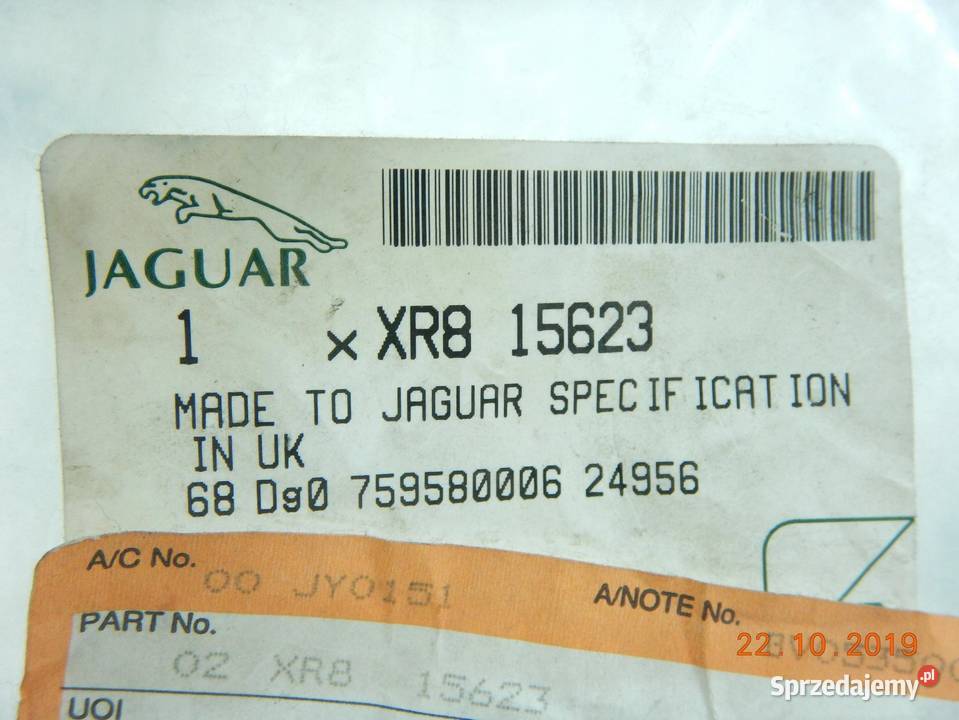 JAGUAR
1 x XR8 15623
MADE TO JAGUAR SPECIFICATION
IN UK
68 Dg0 759580006 24956
A/C No. 00 JY0151
A/NOTE No.
PART No.
02 XR8 15623
22 10 2019
UOI
Sprzedajemy.pl